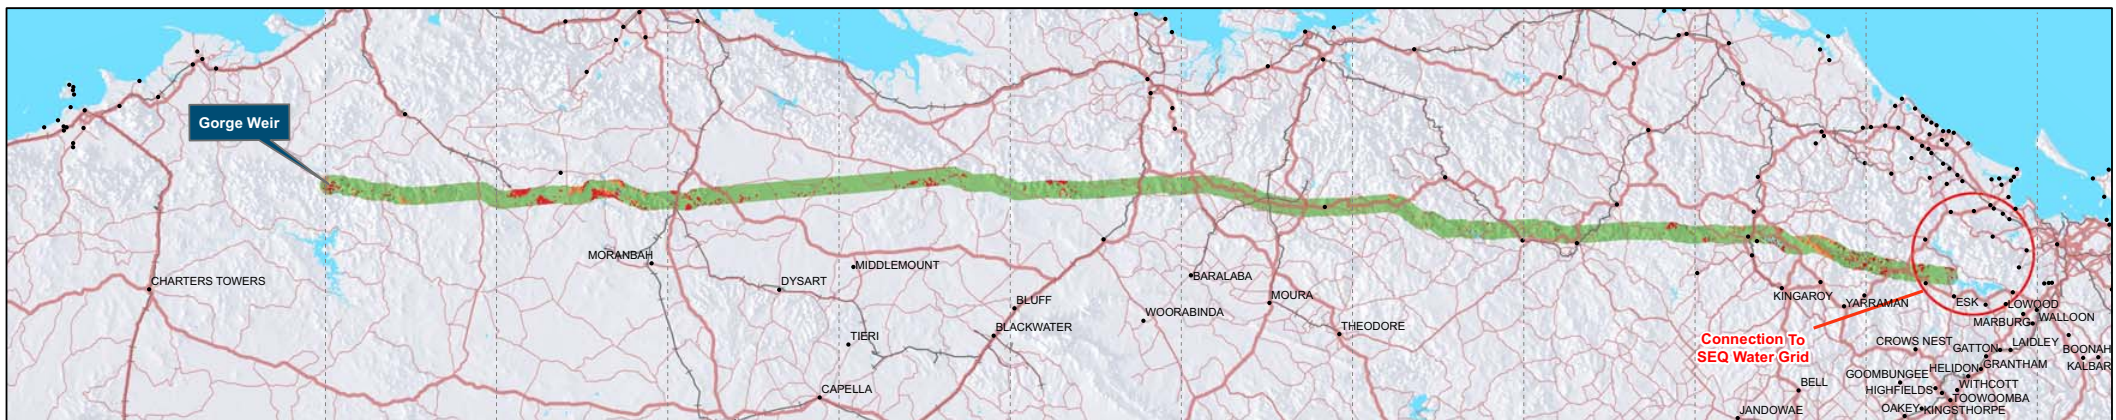 Gorge Weir
CHARTERS TOWERS
MORANBAH
DYSART
MIDDLEMOUNT
TIERI
CAPELLA
BLUFF
BLACKWATER
WOORABINDA
BARALABA
MOURA
THEODORE
KINGAROY
YARRAMAN
ESK
LOWOOD
MARBURG
WALLOON
Connection To
SEQ Water Grid
CROWS NEST
GATTON
LAIDLEY
BOONAH
GRANTHAM
HELIDON
KALBAR
GOOMBUNGEE
BELL
HIGHFIELDS
WITHCOTT
TOOWOOMBA
OAKEY
KINGSTHORPE
JANDOWAE